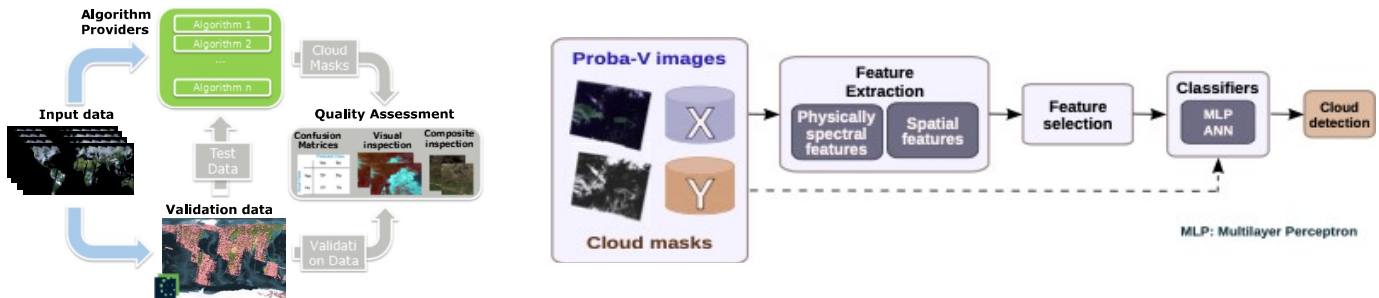 Algorithm
Providers
Algorithm 1
Algorithm 2
...
Algorithm n
Cloud
Masks
Input data
Test
Data
Quality Assessment
Confusion
Matrices
Visual
inspection
Composite
inspection
Validation data
Validati
on Data
Proba-V images
X
Y
Cloud masks
Feature
Extraction
Physically
spectral
features
Spatial
features
Feature
selection
Classifiers
MLP
ANN
Cloud
detection
MLP: Multilayer Perceptron